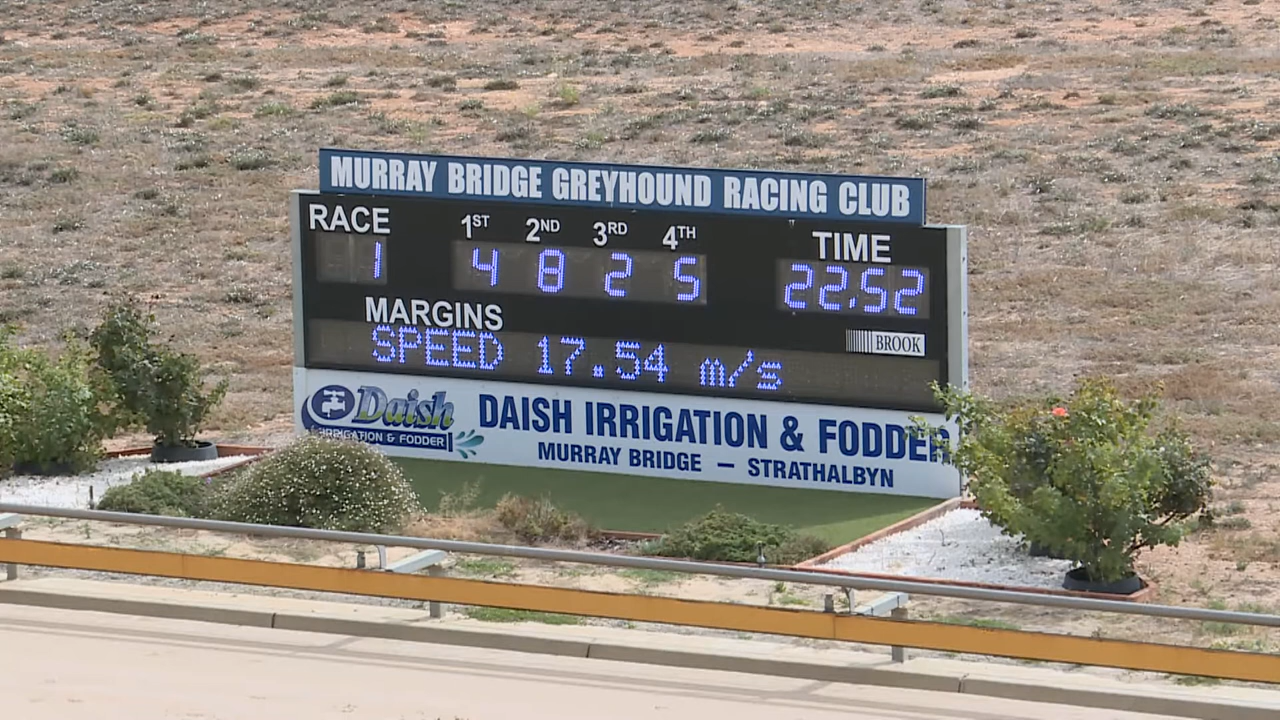 MURRAY BRIDGE GREYHOUND RACING CLUB
RACE 1ST 2ND 3RD 4TH TIME
1 4 8 2 5 22.52
MARGINS
BROOK
SPEED 17.54 m/s
Daish
IRRIGATION & FODDER
DAISH IRRIGATION & FODDER
MURRAY BRIDGE – STRATHALBYN